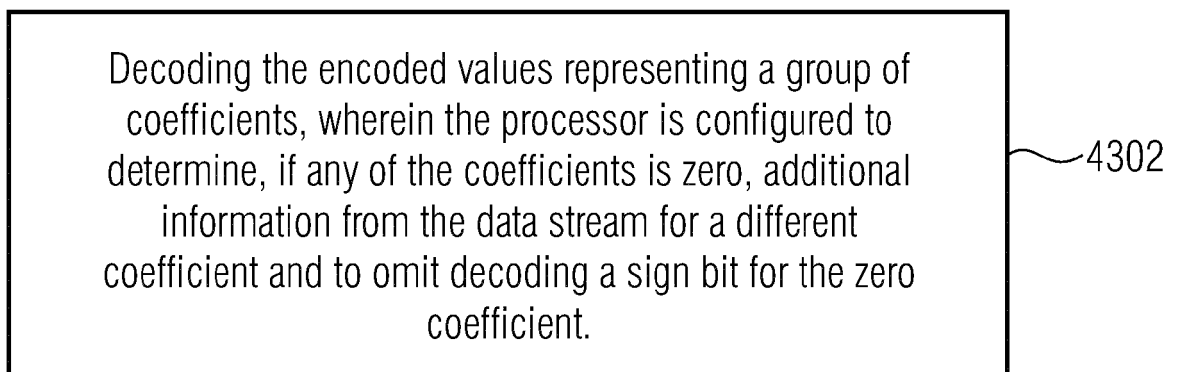 Decoding the encoded values representing a group of
coefficients, wherein the processor is configured to
determine, if any of the coefficients is zero, additional
information from the data stream for a different
coefficient and to omit decoding a sign bit for the zero
coefficient.
4302